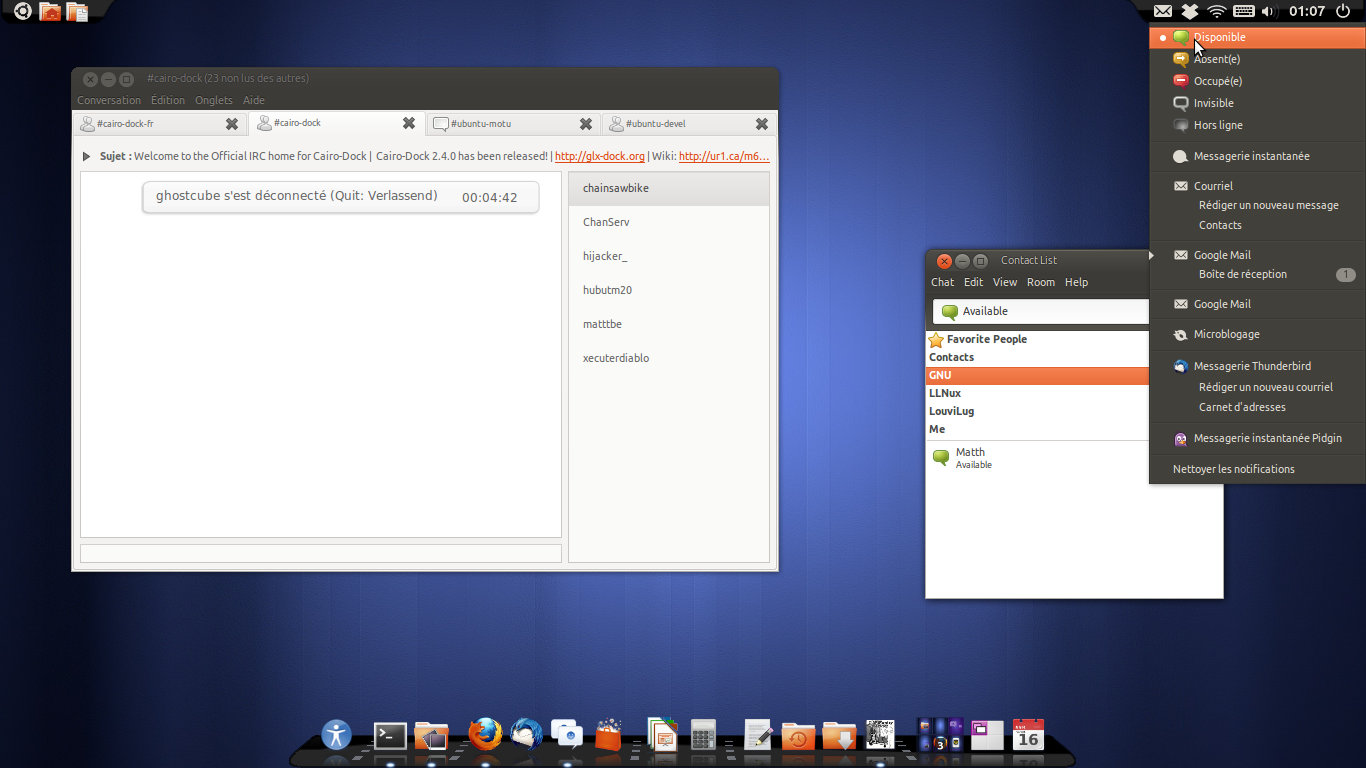 01:07
#cairo-dock (23 non lus des autres)
Conversation Édition Onglets Aide
#cairo-dock-fr #cairo-dock #ubuntu-motu #ubuntu-devel
Sujet : Welcome to the Official IRC home for Cairo-Dock | Cairo-Dock 2.4.0 has been released! | http://glx-dock.org | Wiki: http://ur1.ca/m6...
ghostcube s'est déconnecté (Quit: Verlassend) 00:04:42
chainsawbike
ChanServ
hijacker_
hubutm20
matttbe
xecuterdiablo
Contact List
Chat Edit View Room Help
Available
Favorite People
Contacts
GNU
LLNux
LouviLug
Me
Matth
Available
Disponible
Absent(e)
Occupé(e)
Invisible
Hors ligne
Messagerie instantanée
Courriel
Rédiger un nouveau message
Contacts
Google Mail
Boîte de réception 1
Google Mail
Microblogage
Messagerie Thunderbird
Rédiger un nouveau courriel
Carnet d'adresses
Messagerie instantanée Pidgin
Nettoyer les notifications
3
16